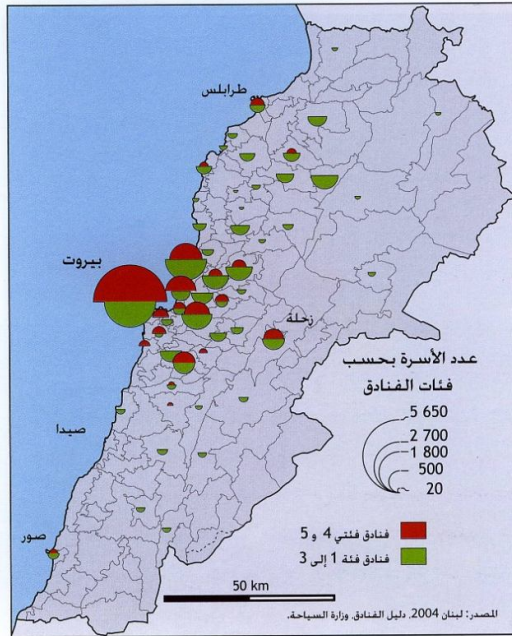 طرابلس
بيروت
زحلة
عدد الأسرة بحسب
فئات الفنادق
5 650
2 700
1 800
500
20
صيدا
صور
فنادق فئتي 4 و 5
فنادق فئة 1 إلى 3
50 km
المصدر: لبنان 2004، دليل الفنادق، وزارة السياحة.